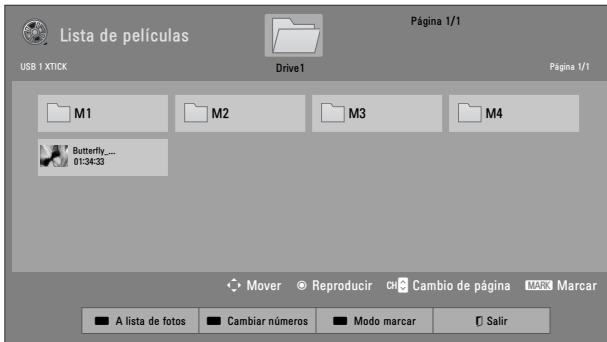 Lista de películas
Página 1/1
USB 1 XTICK
Drive1
Página 1/1
M1
M2
M3
M4
Butterfly_...
01:34:33
Mover
Reproducir
CH Cambio de página
MARK Marcar
A lista de fotos
Cambiar números
Modo marcar
Salir